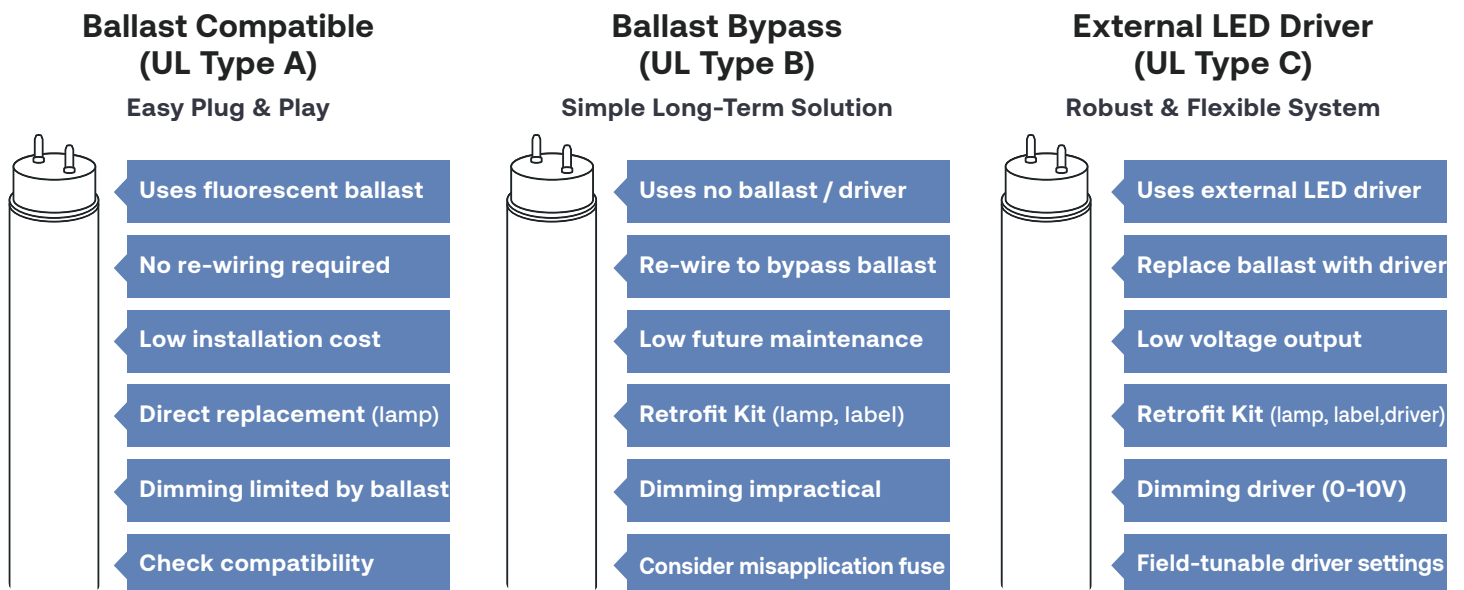 Ballast Compatible
(UL Type A)
Easy Plug & Play
Uses fluorescent ballast
No re-wiring required
Low installation cost
Direct replacement (lamp)
Dimming limited by ballast
Check compatibility
Ballast Bypass
(UL Type B)
Simple Long-Term Solution
Uses no ballast / driver
Re-wire to bypass ballast
Low future maintenance
Retrofit Kit (lamp, label)
Dimming impractical
Consider misapplication fuse
External LED Driver
(UL Type C)
Robust & Flexible System
Uses external LED driver
Replace ballast with driver
Low voltage output
Retrofit Kit (lamp, label,driver)
Dimming driver (0-10V)
Field-tunable driver settings